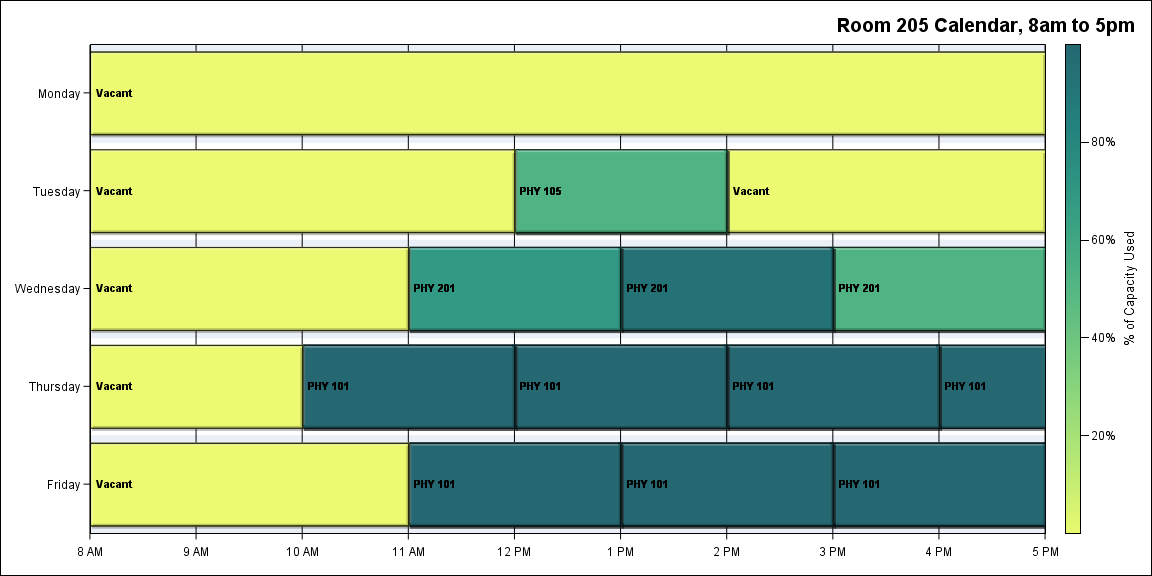 Room 205 Calendar, 8am to 5pm
Monday
Vacant
Tuesday
Vacant
PHY 105
Vacant
Wednesday
Vacant
PHY 201
PHY 201
PHY 201
Thursday
Vacant
PHY 101
PHY 101
PHY 101
PHY 101
Friday
Vacant
PHY 101
PHY 101
PHY 101
8 AM
9 AM
10 AM
11 AM
12 PM
1 PM
2 PM
3 PM
4 PM
5 PM
80%
60%
40%
20%
% of Capacity Used